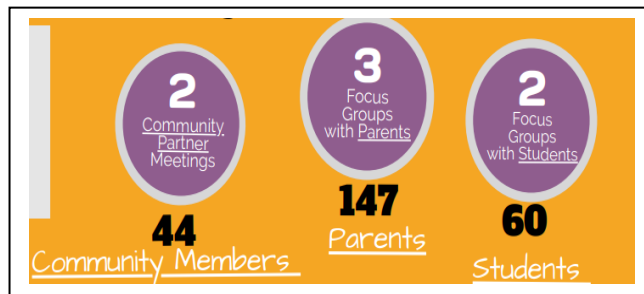 2
Community
Partner
Meetings
44
Community Members
3
Focus
Groups
with Parents
147
Parents
2
Focus
Groups
with Students
60
Students